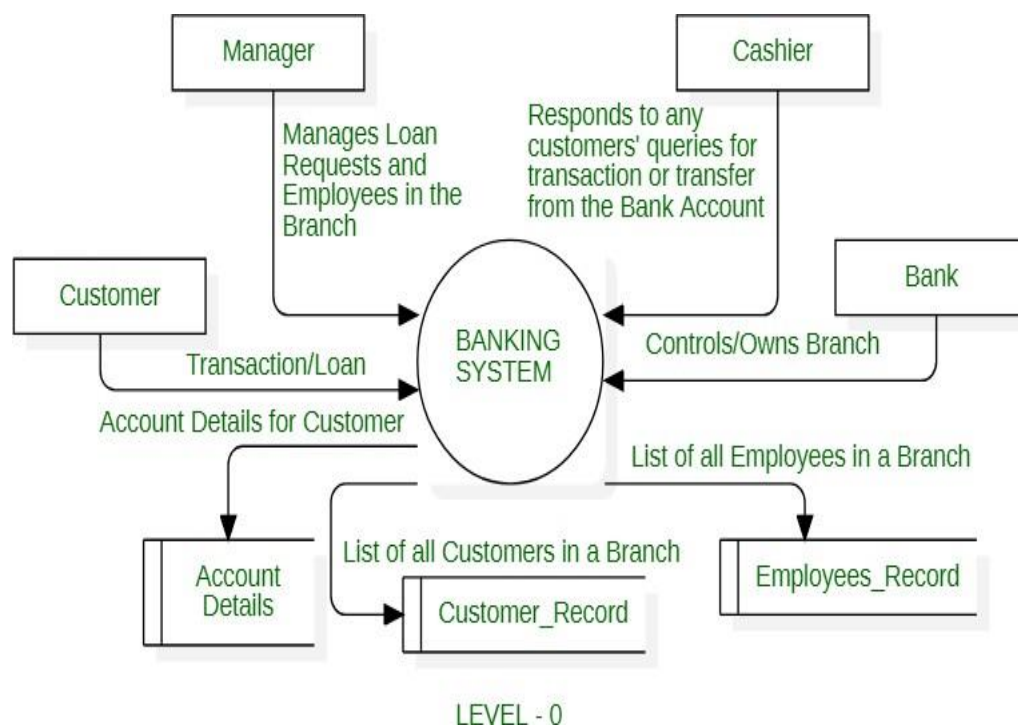 Manager
Cashier
Manages Loan
Requests and
Employees in the
Branch
Responds to any
customers' queries for
transaction or transfer
from the Bank Account
Customer
Bank
BANKING
SYSTEM
Transaction/Loan
Controls/Owns Branch
Account Details for Customer
List of all Employees in a Branch
List of all Customers in a Branch
Account
Details
Customer_Record
Employees_Record
LEVEL - 0